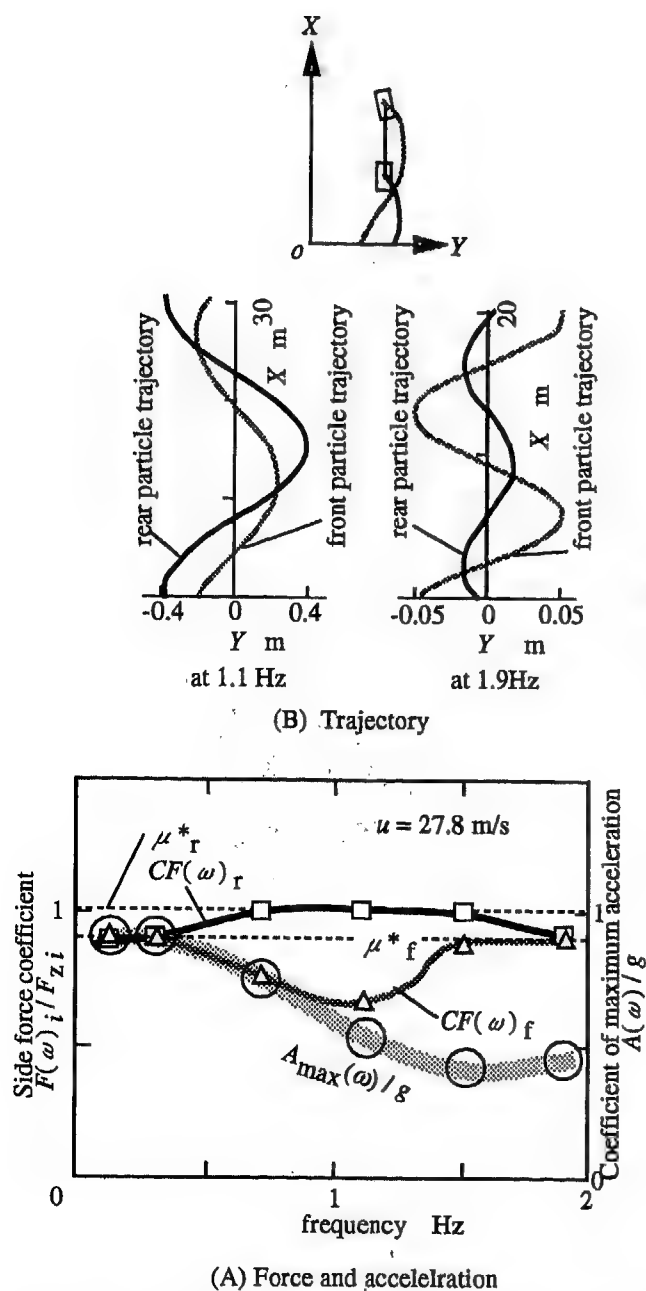 X
o
Y
rear particle trajectory
30
X m
front particle trajectory
-0.4 0 0.4
Y m
at 1.1 Hz
rear particle trajectory
20
X m
front particle trajectory
-0.05 0 0.05
Y m
at 1.9Hz
(B) Trajectory
Side force coefficient
F(ω)i/Fzi
1
0
μ*r
CF(ω)r
u = 27.8 m/s
μ*f
CF(ω)f
Amax(ω)/g
1
0
Coefficient of maximum acceleration
A(ω)/g
1 2
frequency Hz
(A) Force and accelelration